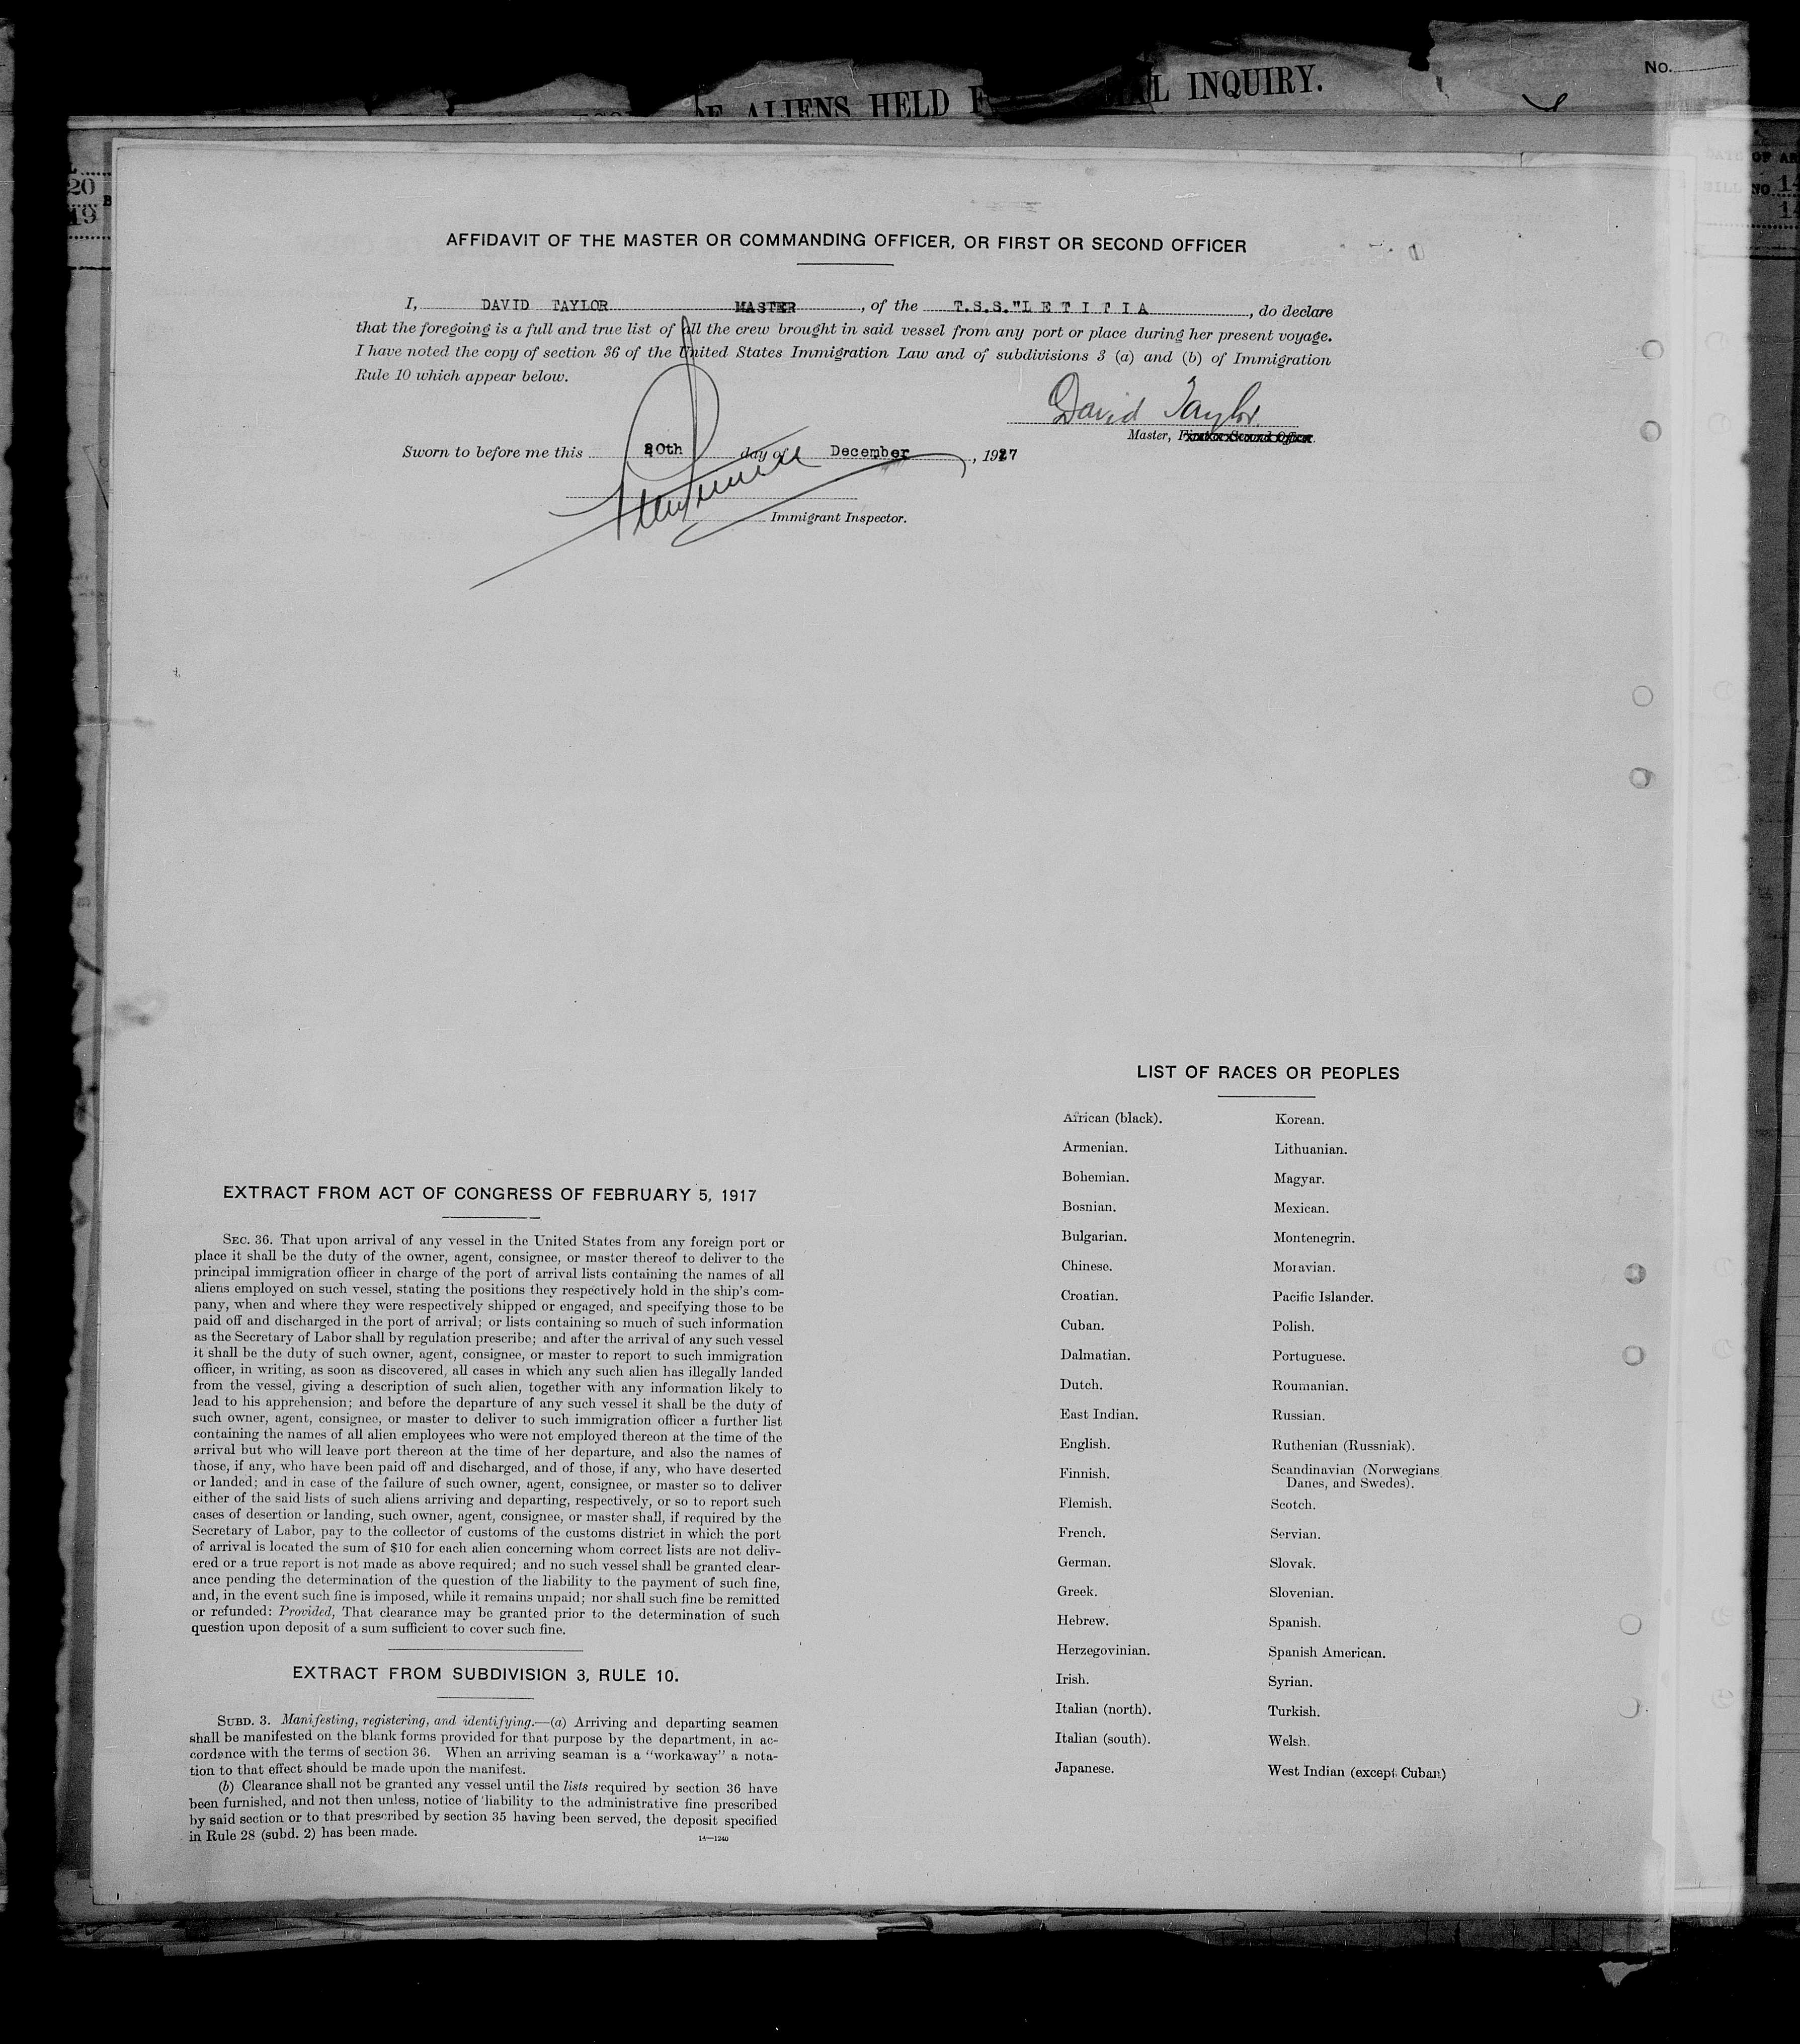 No.
OF ALIENS HELD F AL INQUIRY.
20
19
AFFIDAVIT OF THE MASTER OR COMMANDING OFFICER, OR FIRST OR SECOND OFFICER
I, DAVID TAYLOR MASTER, of the T.S.S."L E T I T I A, do declare
that the foregoing is a full and true list of all the crew brought in said vessel from any port or place during her present voyage.
I have noted the copy of section 36 of the United States Immigration Law and of subdivisions 3 (a) and (b) of Immigration
Rule 10 which appear below.
David Taylor.
Master, First or Second Officer.
Sworn to before me this 20th day of December, 1927
Immigrant Inspector.
LIST OF RACES OR PEOPLES
African (black). Korean.
Armenian. Lithuanian.
Bohemian. Magyar.
Bosnian. Mexican.
Bulgarian. Montenegrin.
Chinese. Moravian.
Croatian. Pacific Islander.
Cuban. Polish.
Dalmatian. Portuguese.
Dutch. Roumanian.
East Indian. Russian.
English. Ruthenian (Russniak).
Finnish. Scandinavian (Norwegians
Danes, and Swedes).
Flemish. Scotch.
French. Servian.
German. Slovak.
Greek. Slovenian.
Hebrew. Spanish.
Herzegovinian. Spanish American.
Irish. Syrian.
Italian (north). Turkish.
Italian (south). Welsh.
Japanese. West Indian (except Cuban)
EXTRACT FROM ACT OF CONGRESS OF FEBRUARY 5, 1917
SEC. 36. That upon arrival of any vessel in the United States from any foreign port or
place it shall be the duty of the owner, agent, consignee, or master thereof to deliver to the
principal immigration officer in charge of the port of arrival lists containing the names of all
aliens employed on such vessel, stating the positions they respectively hold in the ship's com-
pany, when and where they were respectively shipped or engaged, and specifying those to be
paid off and discharged in the port of arrival; or lists containing so much of such information
as the Secretary of Labor shall by regulation prescribe; and after the arrival of any such vessel
it shall be the duty of such owner, agent, consignee, or master to report to such immigration
officer, in writing, as soon as discovered, all cases in which any such alien has illegally landed
from the vessel, giving a description of such alien, together with any information likely to
lead to his apprehension; and before the departure of any such vessel it shall be the duty of
such owner, agent, consignee, or master to deliver to such immigration officer a further list
containing the names of all alien employees who were not employed thereon at the time of the
arrival but who will leave port thereon at the time of her departure, and also the names of
those, if any, who have been paid off and discharged, and of those, if any, who have deserted
or landed; and in case of the failure of such owner, agent, consignee, or master so to deliver
either of the said lists of such aliens arriving and departing, respectively, or so to report such
cases of desertion or landing, such owner, agent, consignee, or master shall, if required by the
Secretary of Labor, pay to the collector of customs of the customs district in which the port
of arrival is located the sum of $10 for each alien concerning whom correct lists are not deliv-
ered or a true report is not made as above required; and no such vessel shall be granted clear-
ance pending the determination of the question of the liability to the payment of such fine,
and, in the event such fine is imposed, while it remains unpaid; nor shall such fine be remitted
or refunded: Provided, That clearance may be granted prior to the determination of such
question upon deposit of a sum sufficient to cover such fine.
EXTRACT FROM SUBDIVISION 3, RULE 10.
SUBD. 3. Manifesting, registering, and identifying.—(a) Arriving and departing seamen
shall be manifested on the blank forms provided for that purpose by the department, in ac-
cordance with the terms of section 36. When an arriving seaman is a "workaway" a nota-
tion to that effect should be made upon the manifest.
(b) Clearance shall not be granted any vessel until the lists required by section 36 have
been furnished, and not then unless, notice of liability to the administrative fine prescribed
by said section or to that prescribed by section 35 having been served, the deposit specified
in Rule 28 (subd. 2) has been made.
14—1240